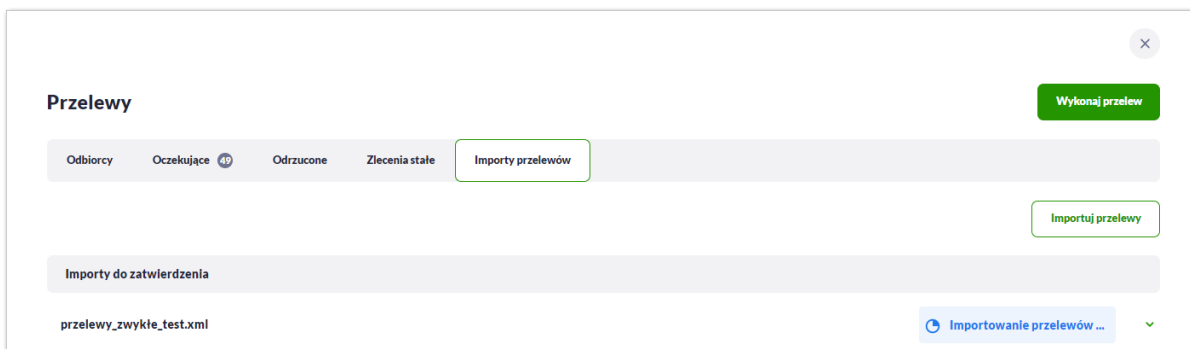 Przelewy
Wykonaj przelew
Odbiorcy Oczekujące 49 Odrzucone Zlecenia stałe Importy przelewów
Importuj przelewy
Importy do zatwierdzenia
przelewy_zwykłe_test.xml Importowanie przelewów ...